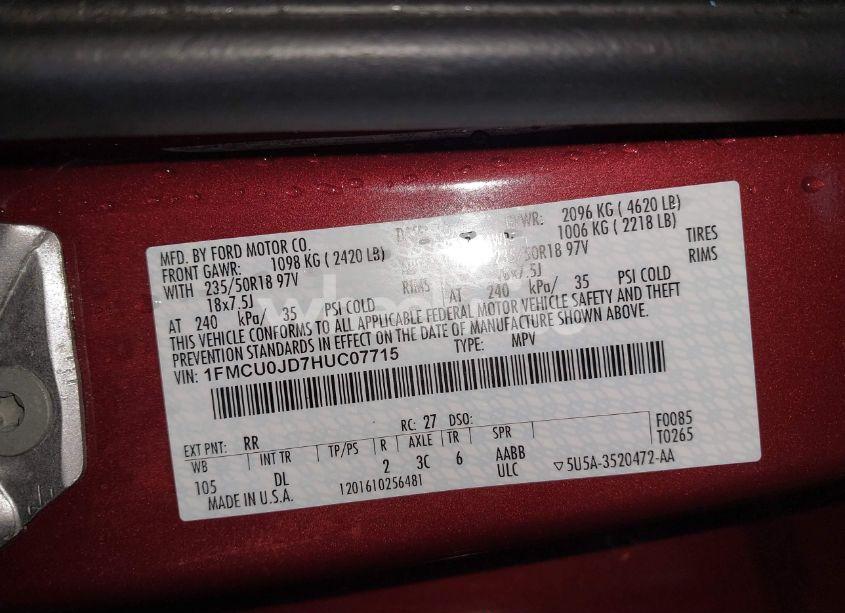 MFD. BY FORD MOTOR CO.
2096 KG ( 4620 LB)
FRONT GAWR: 1098 KG ( 2420 LB)
1006 KG ( 2218 LB)
WITH 235/50R18 97V TIRES
18x7.5J RIMS
18x7.5J RIMS
AT 240 kPa/ 35 PSI COLD AT 240 kPa/ 35 PSI COLD
THIS VEHICLE CONFORMS TO ALL APPLICABLE FEDERAL MOTOR VEHICLE SAFETY AND THEFT
PREVENTION STANDARDS IN EFFECT ON THE DATE OF MANUFACTURE SHOWN ABOVE.
VIN: 1FMCU0JD7HUC07715 TYPE: MPV
F0085
T0265
EXT PNT: RR RC: 27 DSO:
WB INT TR TP/PS R AXLE TR SPR
105 DL 2 3C 6 AABB
ULC
▽5U5A-3520472-AA
MADE IN U.S.A. 1201610256481